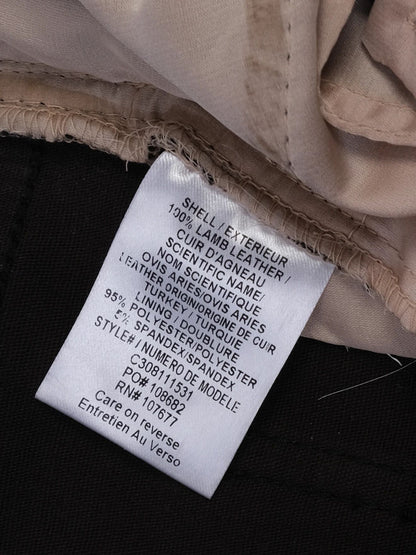 SHELL / EXTERIEUR
100% LAMB LEATHER /
CUIR D'AGNEAU
SCIENTIFIC NAME/
NOM SCIENTIFIQUE
OVIS ARIES/OVIS ARIES
LEATHER ORIGIN/ORIGINE DE CUIR
TURKEY / TURQUIE
LINING / DOUBLURE
95% POLYESTER/POLYESTER
5% SPANDEX/SPANDEX
STYLE# / NUMERO DE MODELE
C308111531
PO# 108682
RN# 107677
Care on reverse
Entretien Au Verso